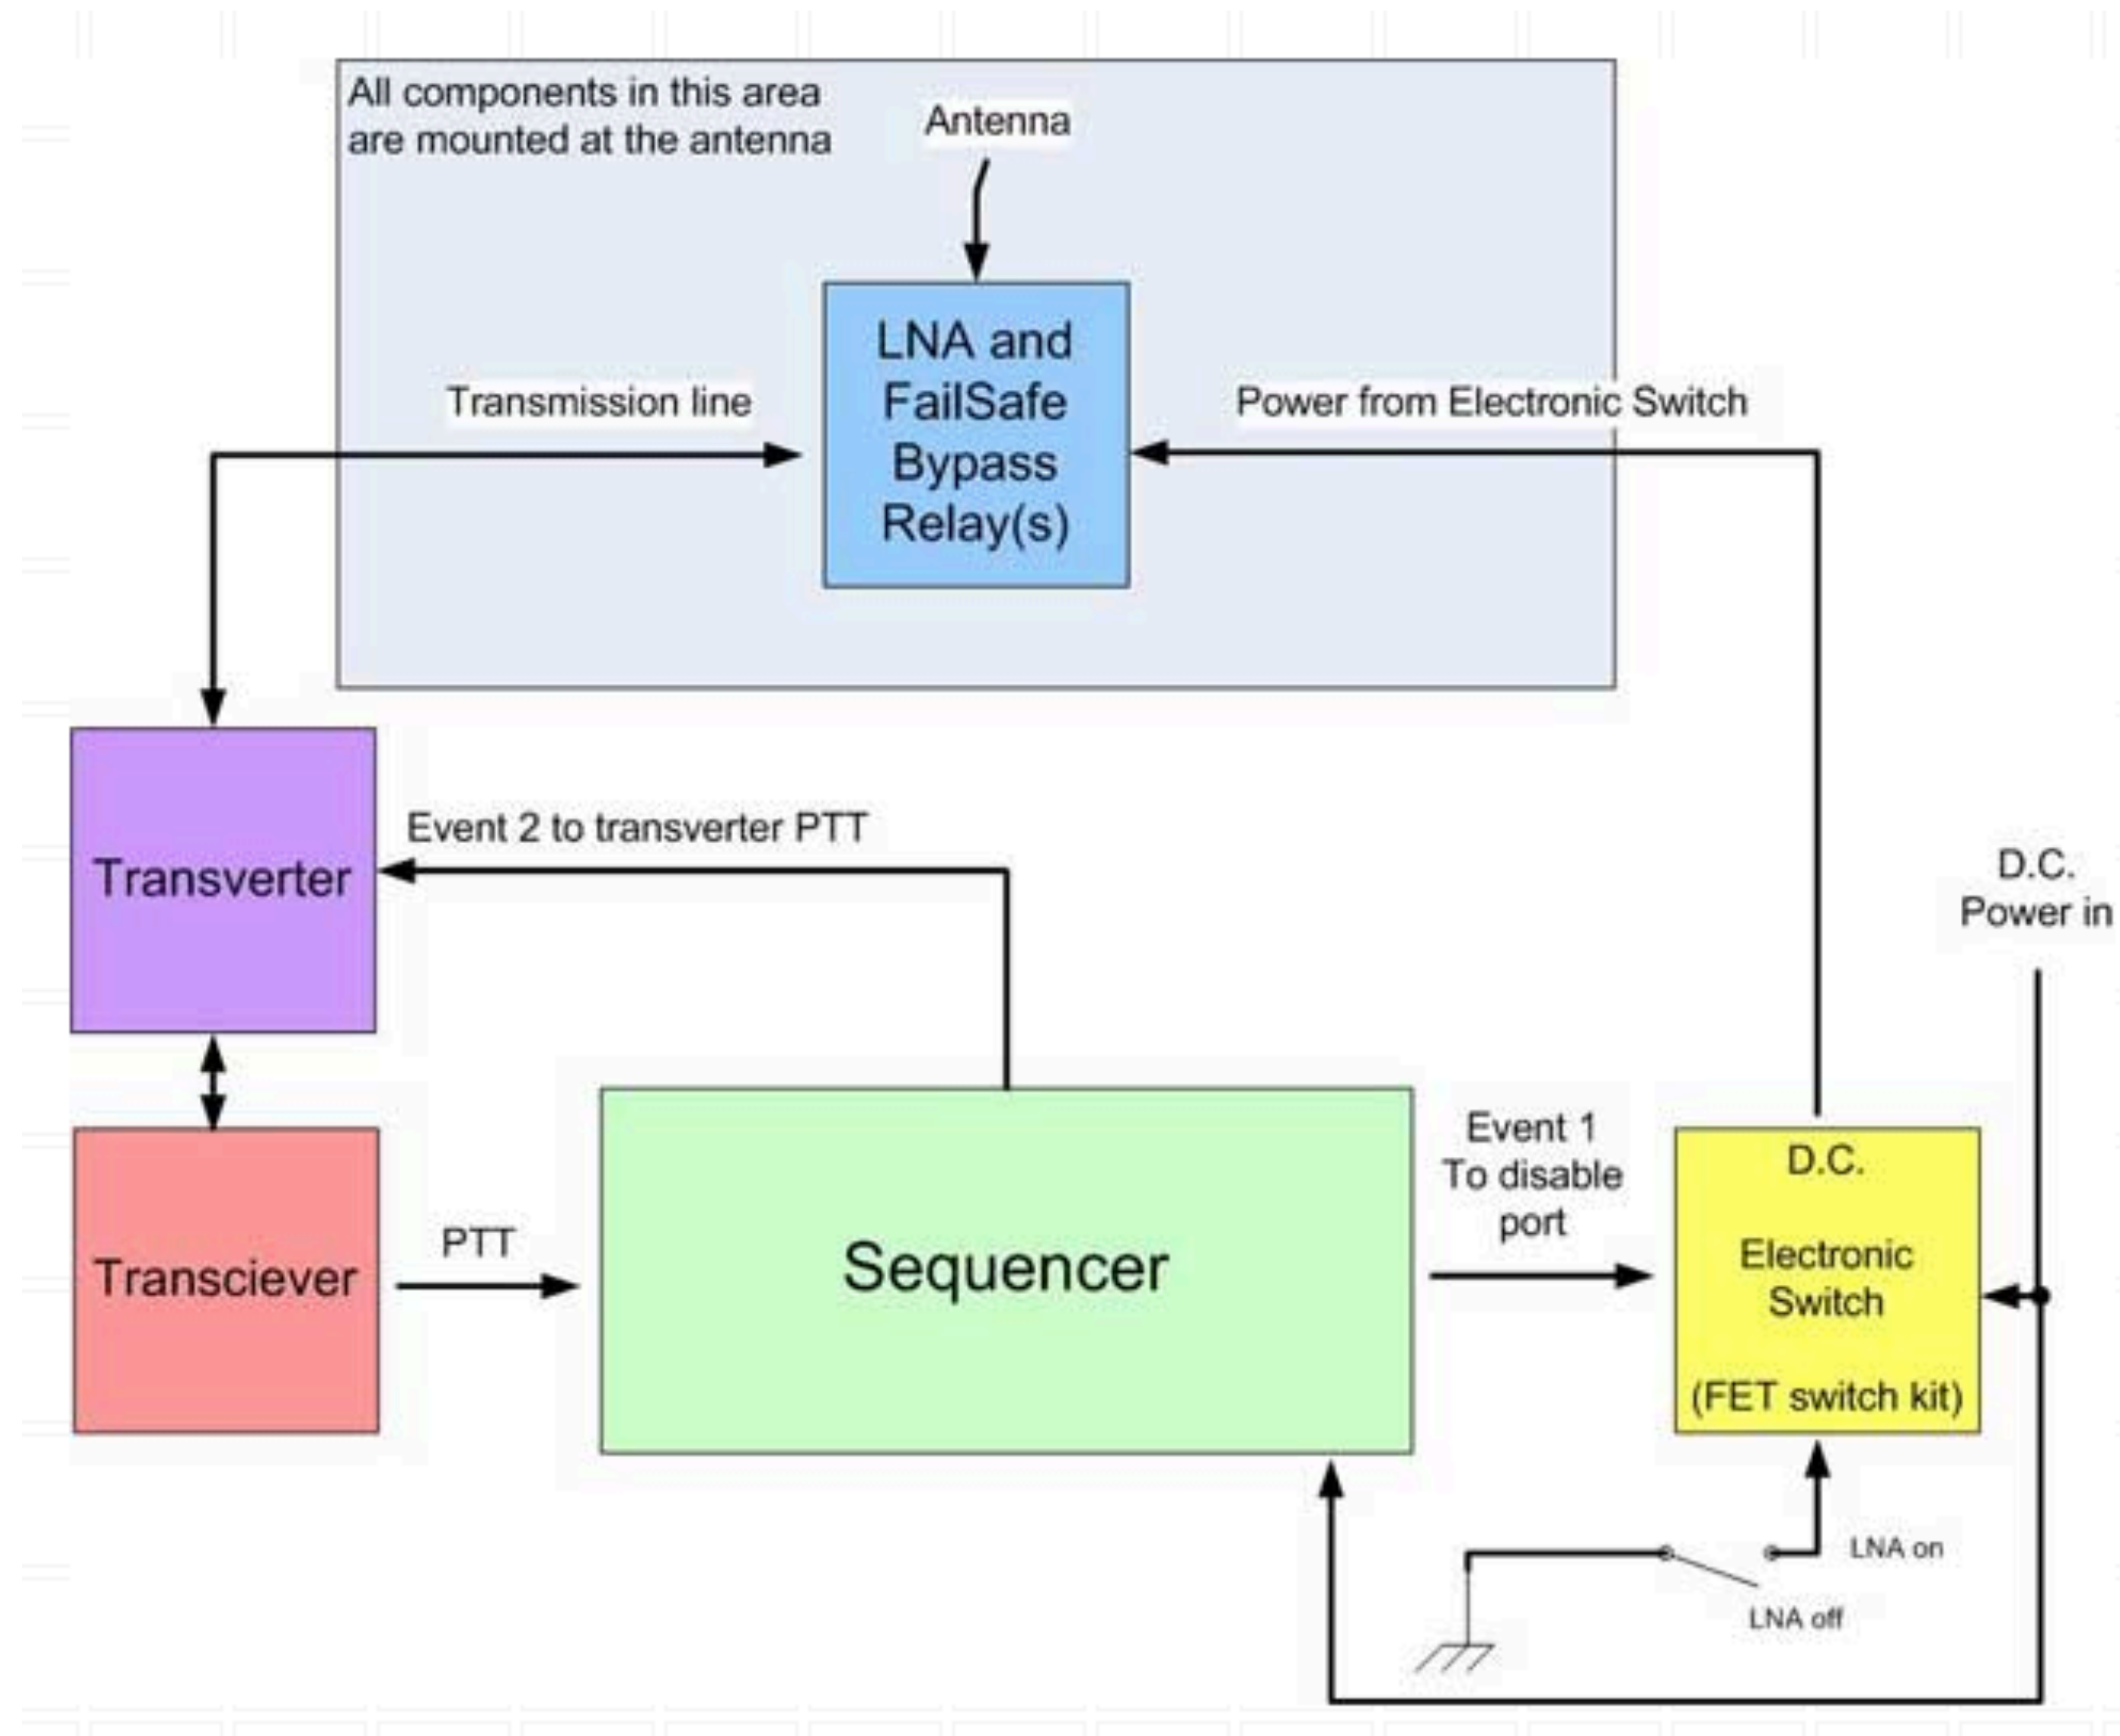 All components in this area
are mounted at the antenna
Antenna
LNA and
FailSafe
Bypass
Relay(s)
Transmission line
Power from Electronic Switch
Event 2 to transverter PTT
Transverter
D.C.
Power in
Transciever
PTT
Sequencer
Event 1
To disable
port
D.C.
Electronic
Switch
(FET switch kit)
LNA on
LNA off